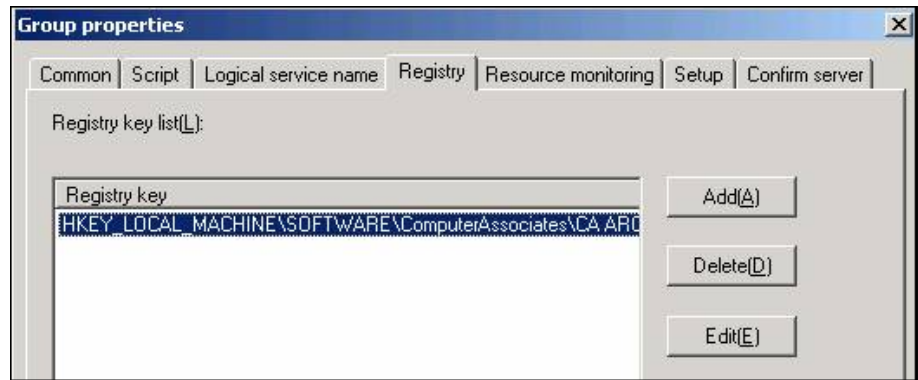 Group properties
Common Script Logical service name Registry Resource monitoring Setup Confirm server
Registry key list(L):
Registry key
Add(A)
HKEY_LOCAL_MACHINE\SOFTWARE\ComputerAssociates\CA ARC
Delete(D)
Edit(E)